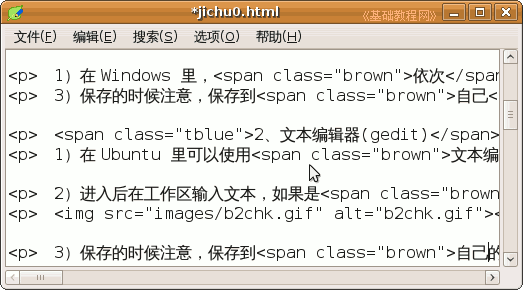 *jichu0.html
《基础教程网》
文件(F) 编辑(E) 搜索(S) 选项(O) 帮助(H)
<p>  1）在 Windows 里，<span class="brown">依次</span
<p>  3）保存的时候注意，保存到<span class="brown">自己<
<p>  <span class="tblue">2、文本编辑器(gedit)</span>
<p>  1）在 Ubuntu 里可以使用<span class="brown">文本编
<p>  2）进入后在工作区输入文本，如果是<span class="brown
<p>  <img src="images/b2chk.gif" alt="b2chk.gif"><
<p>  3）保存的时候注意，保存到<span class="brown">自己的